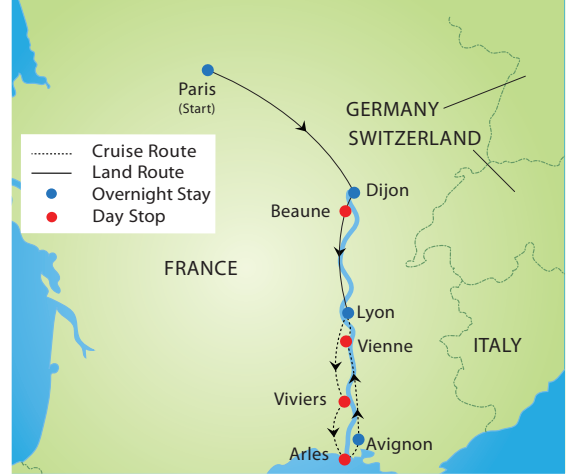 Paris
(Start)
GERMANY
SWITZERLAND
Cruise Route
Land Route
Overnight Stay
Day Stop
Dijon
Beaune
FRANCE
Lyon
Vienne
ITALY
Viviers
Avignon
Arles